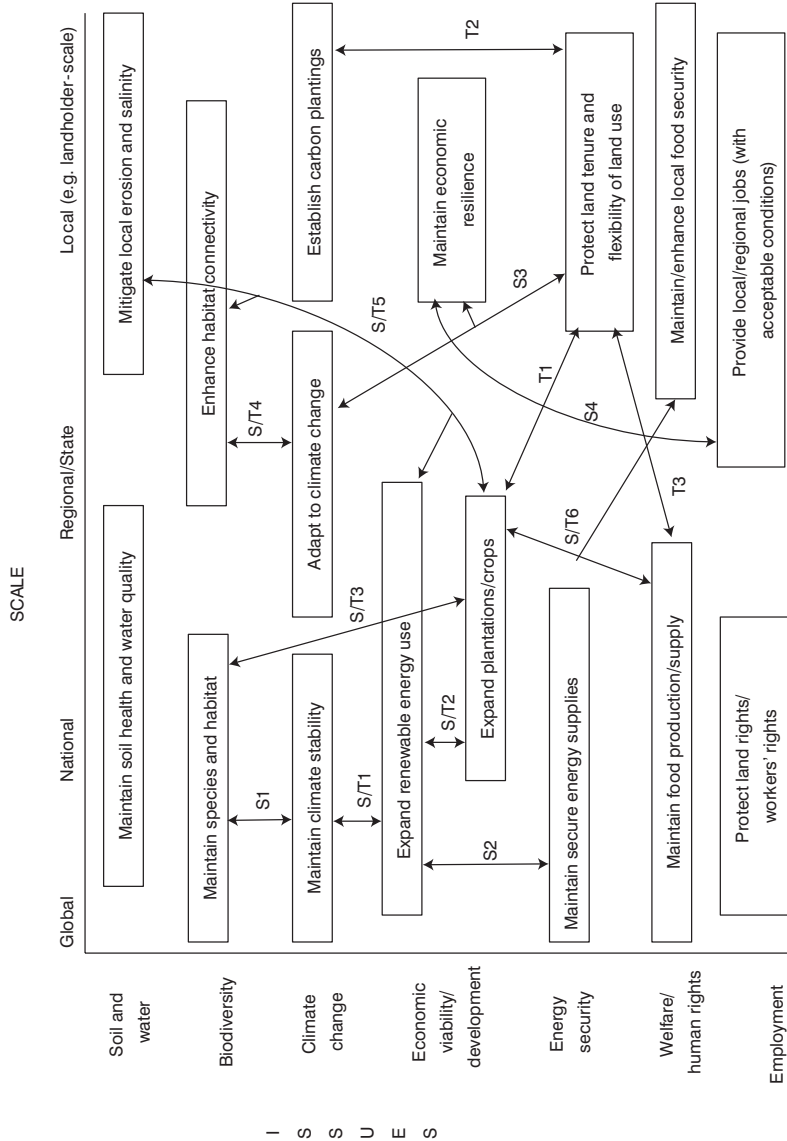 SCALE
Global
National
Regional/State
Local (e.g. landholder-scale)
I
S
S
U
E
S
Soil and
water
Maintain soil health and water quality
Mitigate local erosion and salinity
Biodiversity
Maintain species and habitat
Enhance habitat connectivity
S1
S/T4
Climate
change
Maintain climate stability
Adapt to climate change
Establish carbon plantings
S/T1
S/T3
S/T5
T2
Economic
viability/
development
Expand renewable energy use
Maintain economic
resilience
S/T2
Expand plantations/crops
S3
S2
T1
Energy
security
Maintain secure energy supplies
Protect land tenure and
flexibility of land use
S/T6
S4
Welfare/
human rights
Maintain food production/supply
Maintain/enhance local food security
T3
Employment
Protect land rights/
workers' rights
Provide local/regional jobs (with
acceptable conditions)